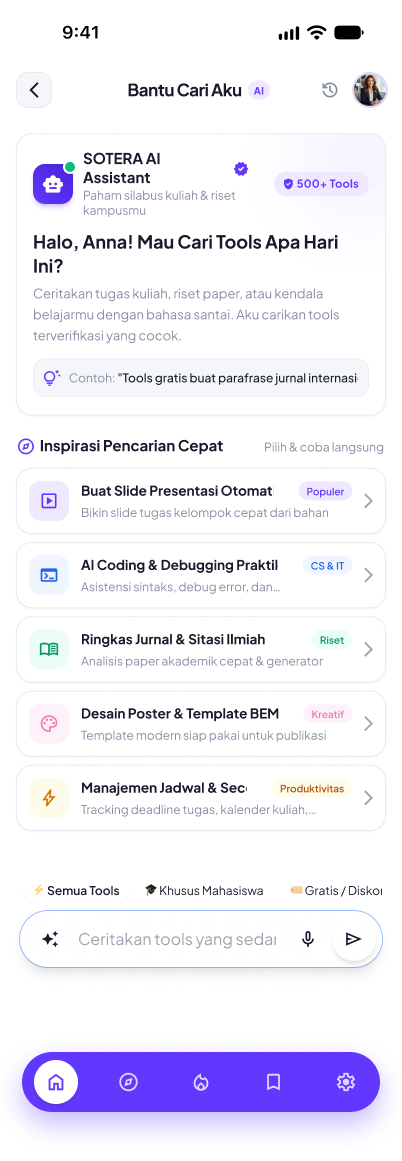 9:41
Bantu Cari Aku AI
SOTERA AI
Assistant
Paham silabus kuliah & riset
kampusmu
500+ Tools
Halo, Anna! Mau Cari Tools Apa Hari
Ini?
Ceritakan tugas kuliah, riset paper, atau kendala
belajarmu dengan bahasa santai. Aku carikan tools
terverifikasi yang cocok.
Contoh: "Tools gratis buat parafrase jurnal internasi
Inspirasi Pencarian Cepat Pilih & coba langsung
Buat Slide Presentasi Otomat Populer
Bikin slide tugas kelompok cepat dari bahan
AI Coding & Debugging Praktil CS & IT
Asistensi sintaks, debug error, dan...
Ringkas Jurnal & Sitasi Ilmiah Riset
Analisis paper akademik cepat & generator
Desain Poster & Template BEM Kreatif
Template modern siap pakai untuk publikasi
Manajemen Jadwal & Sec Produktivitas
Tracking deadline tugas, kalender kuliah,...
⚡Semua Tools 🎓Khusus Mahasiswa Gratis / Diskon
Ceritakan tools yang sedar